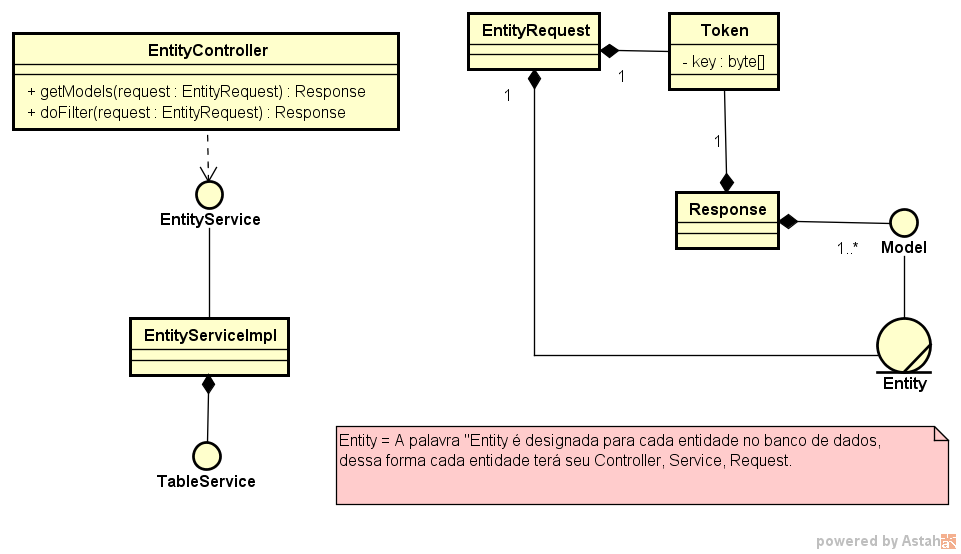 EntityController
+ getModels(request : EntityRequest) : Response
+ doFilter(request : EntityRequest) : Response
EntityService
EntityServiceImpl
TableService
EntityRequest
1
1
Token
- key : byte[]
1
Response
1..*
Model
Entity
Entity = A palavra "Entity é designada para cada entidade no banco de dados,
dessa forma cada entidade terá seu Controller, Service, Request.
powered by Astah